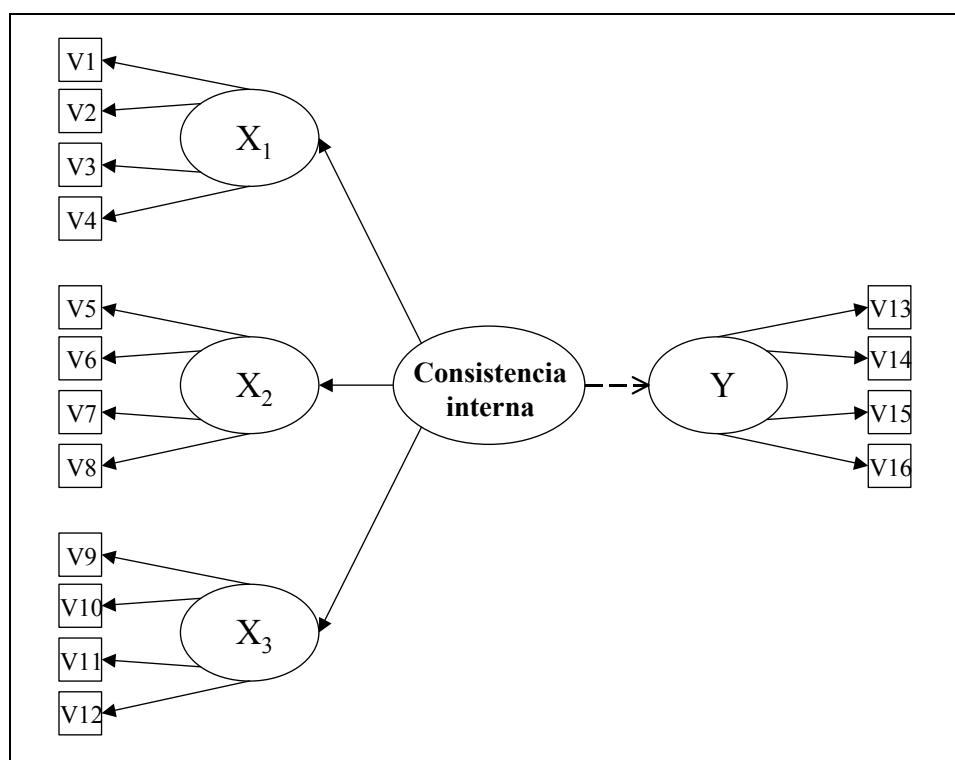 V1
V2
V3
V4
X₁
V5
V6
V7
V8
X₂
V9
V10
V11
V12
X₃
Consistencia
interna
Y
V13
V14
V15
V16